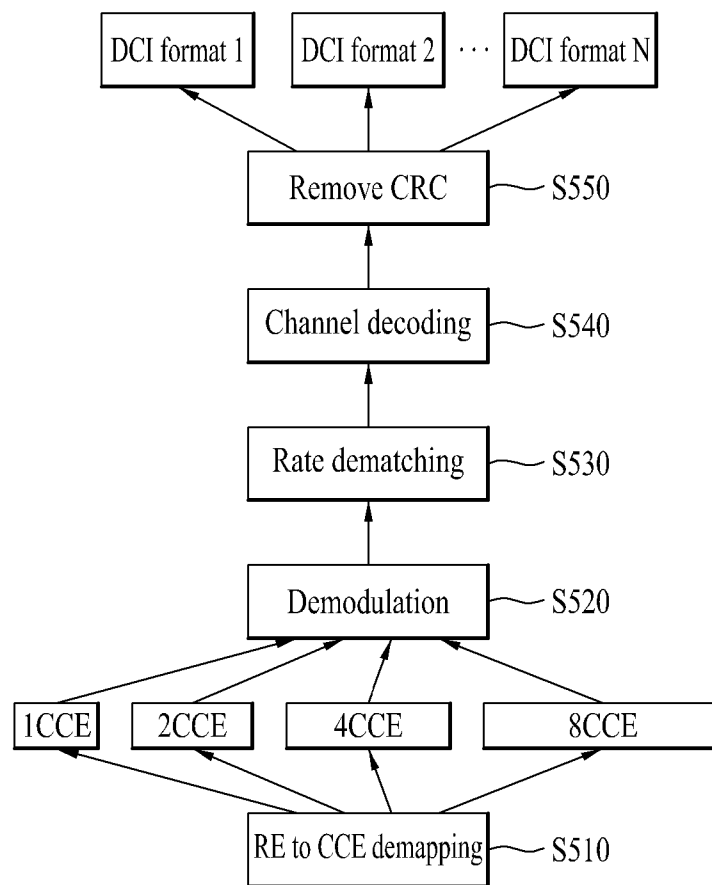 DCI format 1
DCI format 2
...
DCI format N
Remove CRC
S550
Channel decoding
S540
Rate dematching
S530
Demodulation
S520
1CCE
2CCE
4CCE
8CCE
RE to CCE demapping
S510